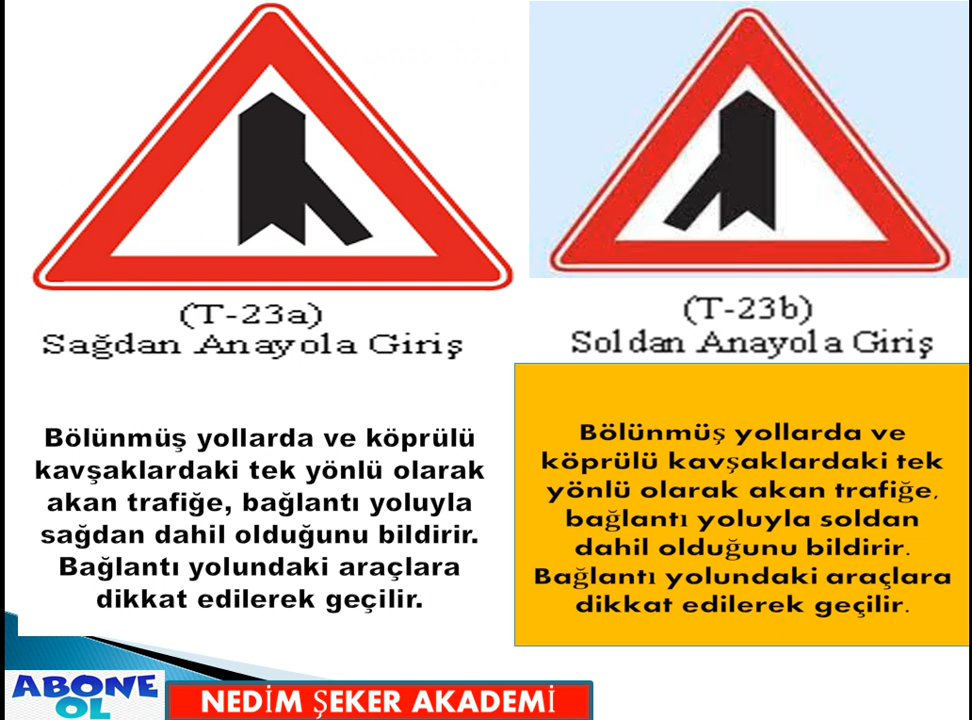 (T-23a)
Sağdan Anayola Giriş
Bölünmüş yollarda ve köprülü
kavşaklardaki tek yönlü olarak
akan trafiğe, bağlantı yoluyla
sağdan dahil olduğunu bildirir.
Bağlantı yolundaki araçlara
dikkat edilerek geçilir.
(T-23b)
Soldan Anayola Giriş
Bölünmüş yollarda ve
köprülü kavşaklardaki tek
yönlü olarak akan trafiğe,
bağlantı yoluyla soldan
dahil olduğunu bildirir.
Bağlantı yolundaki araçlara
dikkat edilerek geçilir.
ABONE
OL
NEDİM ŞEKER AKADEMİ